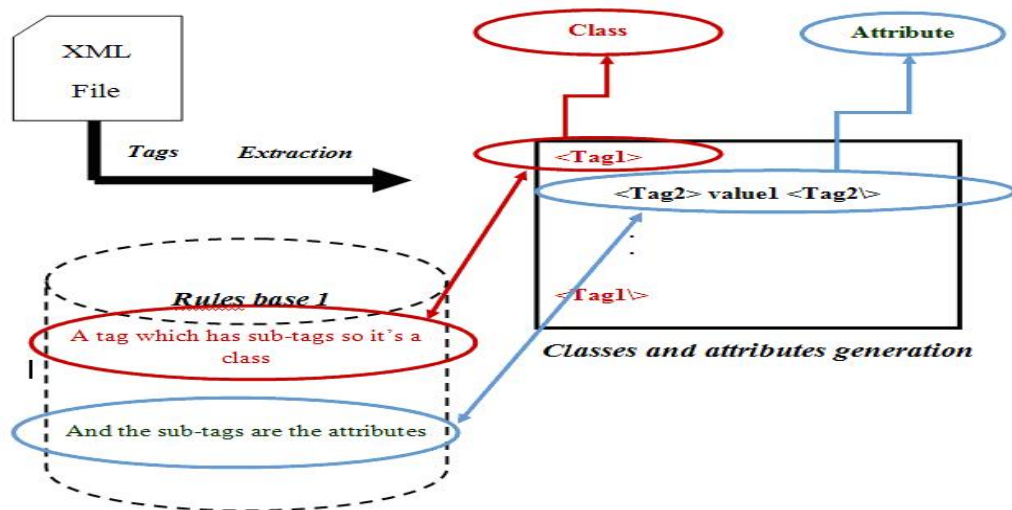 XML
File
Class
Attribute
Tags Extraction
<Tag1>
<Tag2> value1 <Tag2\>
.
.
<Tag1\>
Classes and attributes generation
Rules base 1
A tag which has sub-tags so it's a
class
And the sub-tags are the attributes